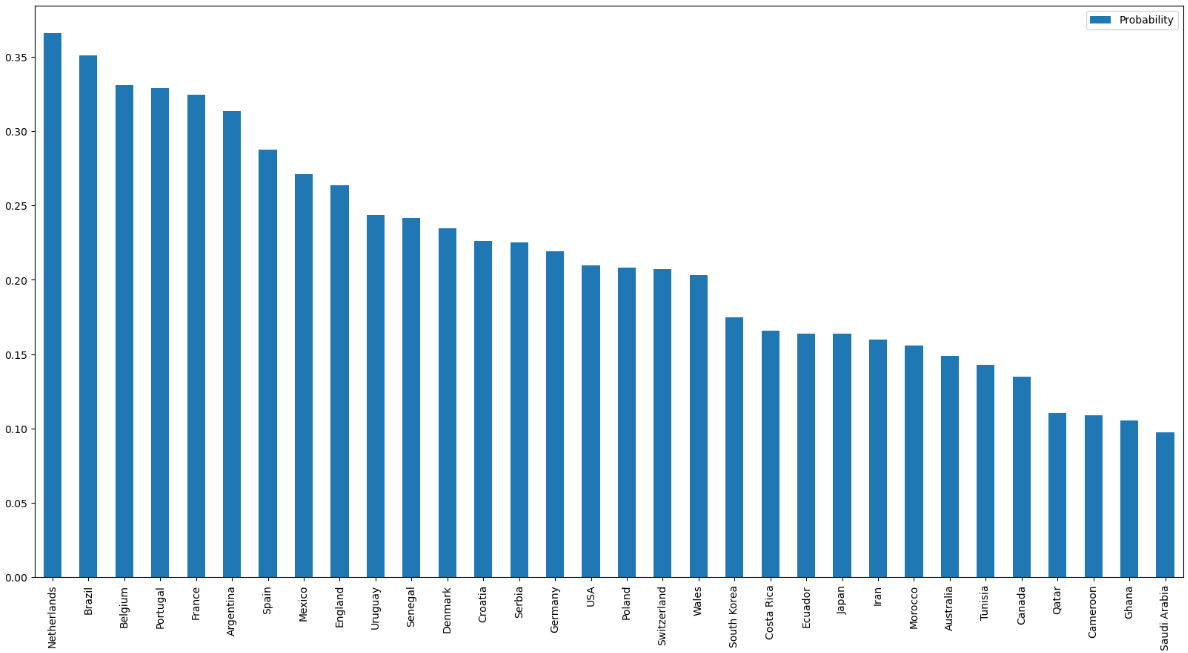 Probability
0.35
0.30
0.25
0.20
0.15
0.10
0.05
0.00
Netherlands
Brazil
Belgium
Portugal
France
Argentina
Spain
Mexico
England
Uruguay
Senegal
Denmark
Croatia
Serbia
Germany
USA
Poland
Switzerland
Wales
South Korea
Costa Rica
Ecuador
Japan
Iran
Morocco
Australia
Tunisia
Canada
Qatar
Cameroon
Ghana
Saudi Arabia